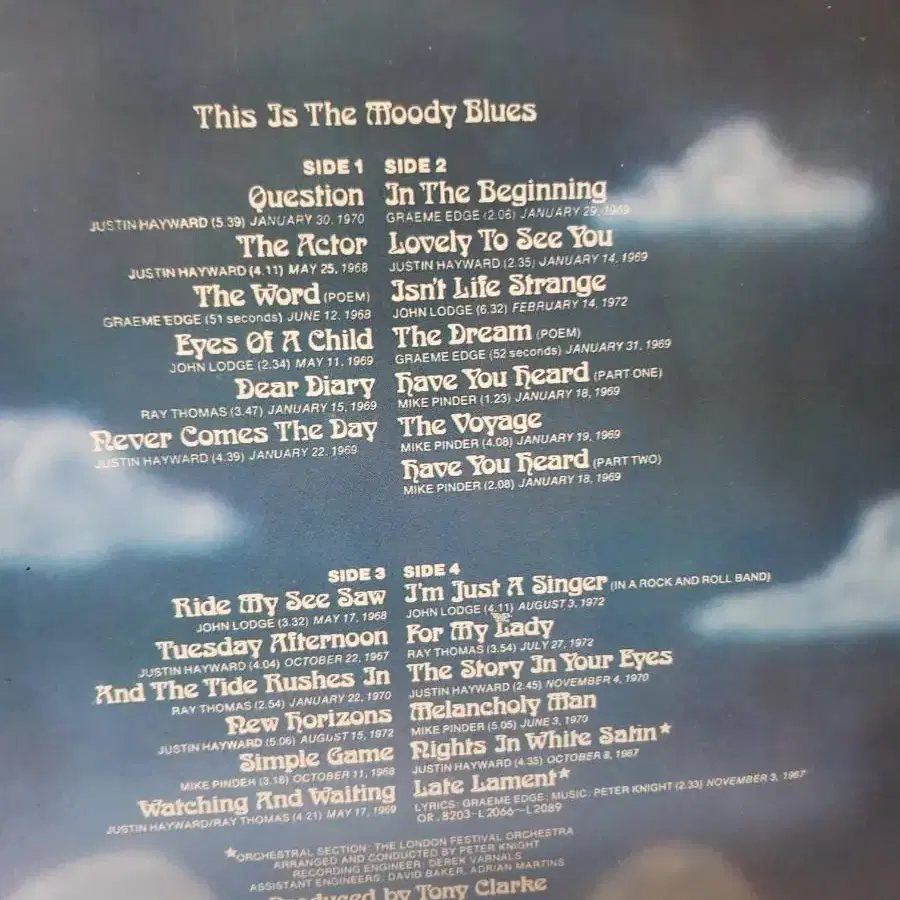 This Is The Moody Blues
SIDE 1
Question
JUSTIN HAYWARD (5.39) JANUARY 30, 1970
The Actor
JUSTIN HAYWARD (4.11) MAY 25, 1968
The Word (POEM)
GRAEME EDGE (51 seconds) JUNE 12, 1968
Eyes Of A Child
JOHN LODGE (2.34) MAY 11, 1969
Dear Diary
RAY THOMAS (3.47) JANUARY 15, 1969
Never Comes The Day
JUSTIN HAYWARD (4.39) JANUARY 22, 1969
SIDE 2
In The Beginning
GRAEME EDGE (2.06) JANUARY 29, 1969
Lovely To See You
JUSTIN HAYWARD (2.35) JANUARY 14, 1969
Isn't Life Strange
JOHN LODGE (6.32) FEBRUARY 14, 1972
The Dream (POEM)
GRAEME EDGE (52 seconds) JANUARY 31, 1969
Have You Heard (PART ONE)
MIKE PINDER (1.23) JANUARY 18, 1969
The Voyage
MIKE PINDER (4.08) JANUARY 19, 1969
Have You Heard (PART TWO)
MIKE PINDER (2.08) JANUARY 18, 1969
SIDE 3
Ride My See Saw
JOHN LODGE (3.32) MAY 17, 1968
Tuesday Afternoon
JUSTIN HAYWARD (4.04) OCTOBER 22, 1967
And The Tide Rushes In
RAY THOMAS (2.54) JANUARY 22, 1970
New Horizons
JUSTIN HAYWARD (5.06) AUGUST 15, 1972
Simple Game
MIKE PINDER (3.18) OCTOBER 11, 1968
Watching And Waiting
JUSTIN HAYWARD/RAY THOMAS (4.21) MAY 17, 1969
SIDE 4
I'm Just A Singer (IN A ROCK AND ROLL BAND)
JOHN LODGE (4.11) AUGUST 3, 1972
For My Lady
RAY THOMAS (3.54) JULY 27, 1972
The Story In Your Eyes
JUSTIN HAYWARD (2.45) NOVEMBER 4, 1970
Melancholy Man
MIKE PINDER (5.05) JUNE 3, 1970
Nights In White Satin*
JUSTIN HAYWARD (4.33) OCTOBER 8, 1967
Late Lament*
LYRICS: GRAEME EDGE; MUSIC: PETER KNIGHT (2.33) NOVEMBER 3, 1967
OR. 8203-L2066-L2089
*ORCHESTRAL SECTION: THE LONDON FESTIVAL ORCHESTRA
ARRANGED AND CONDUCTED BY PETER KNIGHT
RECORDING ENGINEER: DEREK VARNALS
ASSISTANT ENGINEERS: DAVID BAKER, ADRIAN MARTINS
Produced by Tony Clarke